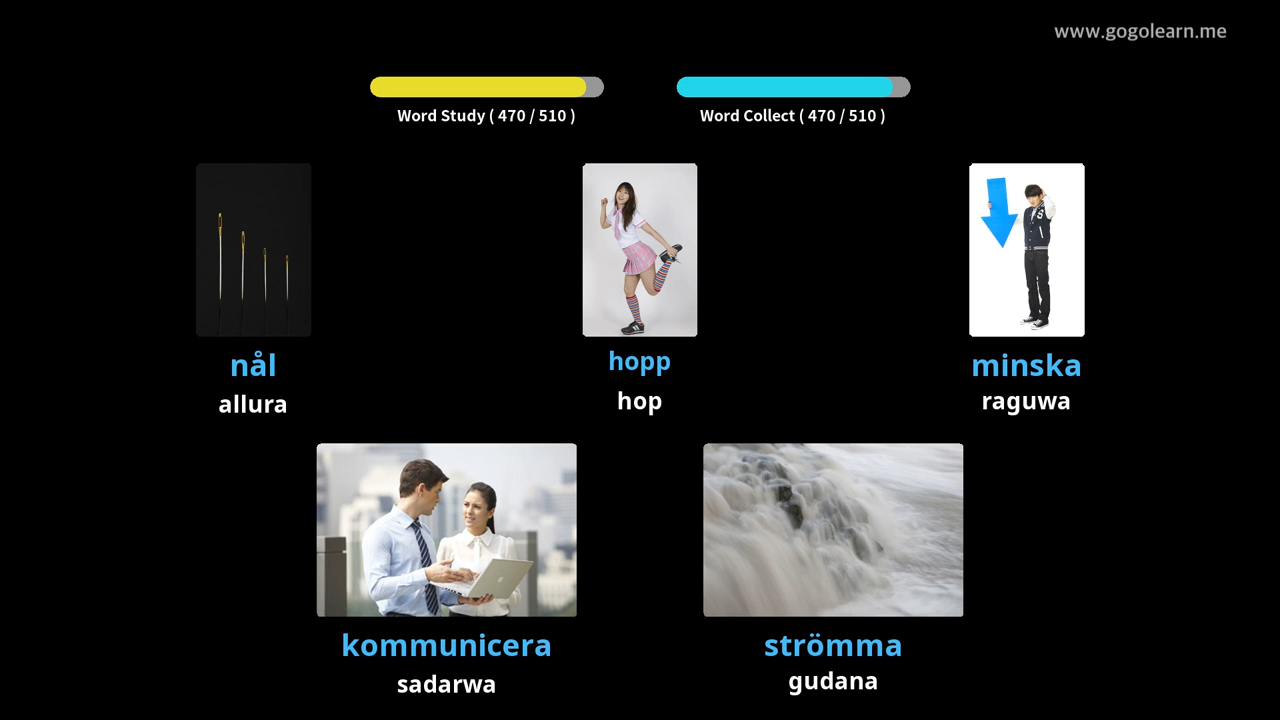 www.gogolearn.me
Word Study ( 470 / 510 )
Word Collect ( 470 / 510 )
nål
allura
hopp
hop
minska
raguwa
kommunicera
sadarwa
strömma
gudana